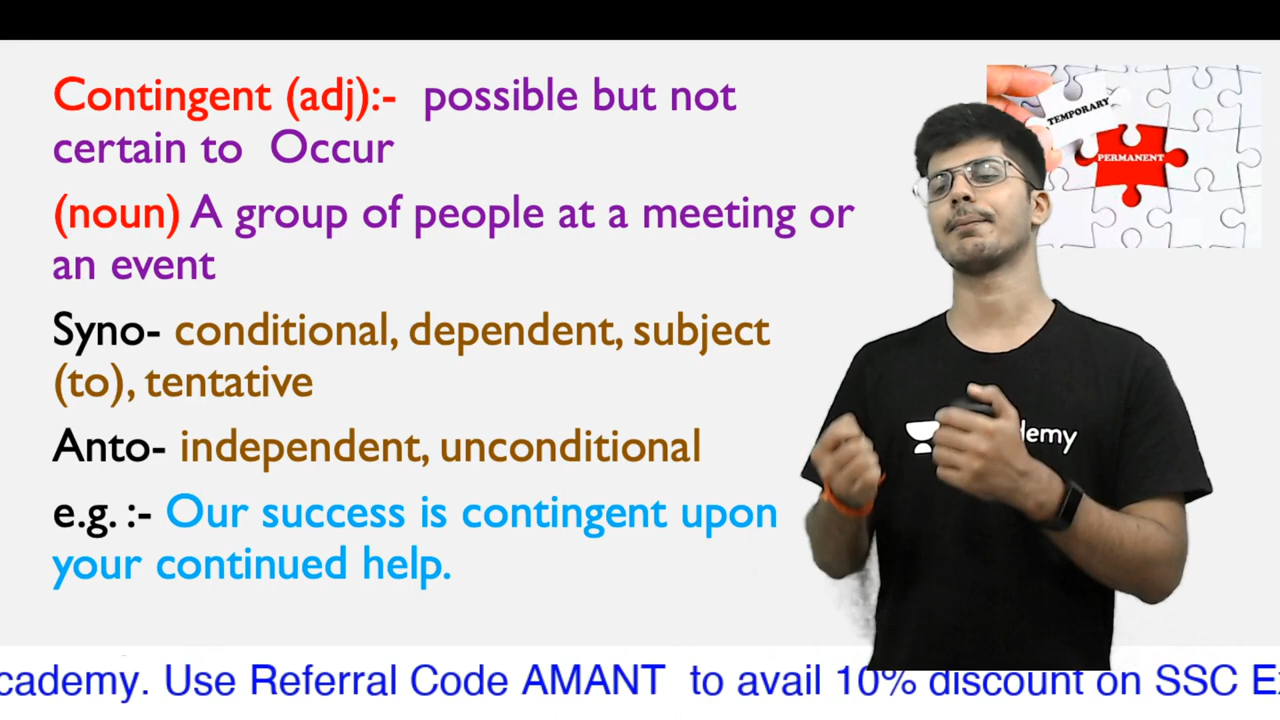 Contingent (adj):- possible but not
certain to Occur
(noun) A group of people at a meeting or
an event
Syno- conditional, dependent, subject
(to), tentative
Anto- independent, unconditional
e.g. :- Our success is contingent upon
your continued help.
TEMPORARY
PERMANENT
demy
cademy. Use Referral Code AMANT to avail 10% discount on SSC E